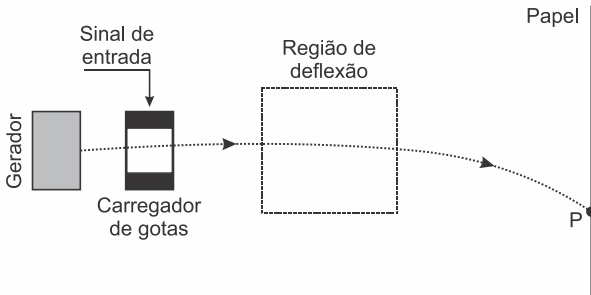 Papel
Sinal de
entrada
Região de
deflexão
Gerador
Carregador
de gotas
P